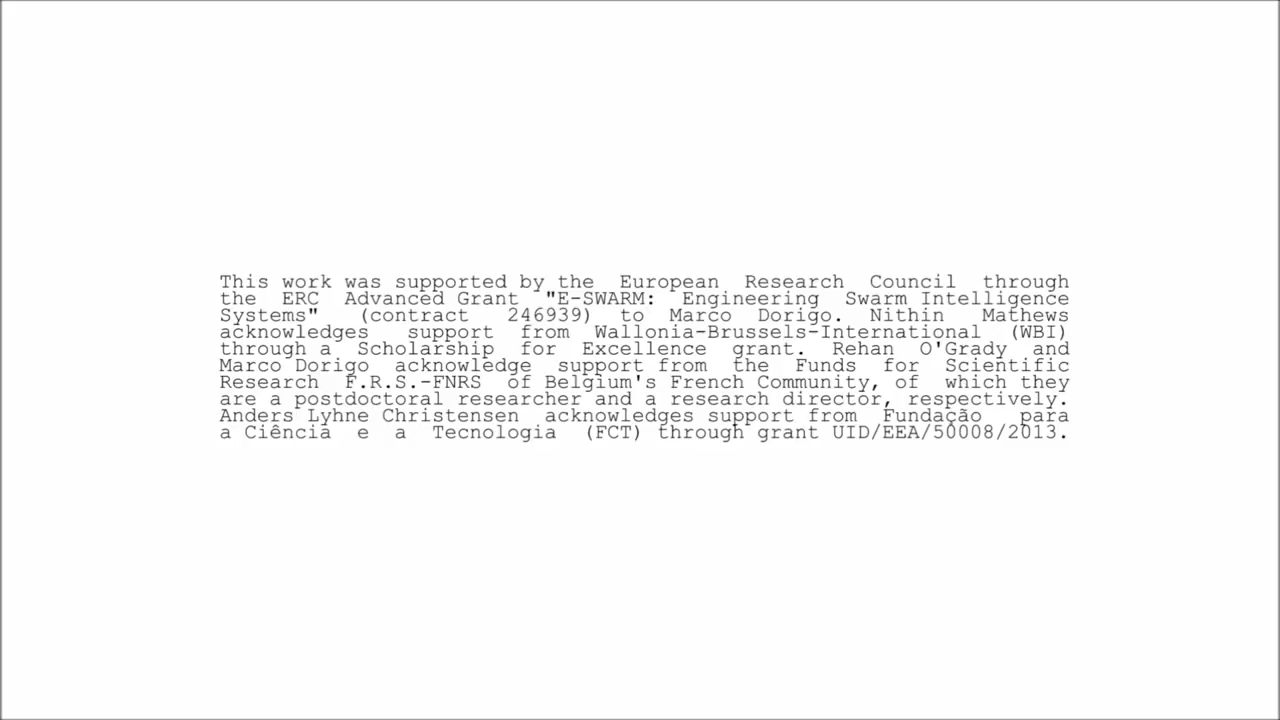 This work was supported by the European Research Council through
the ERC Advanced Grant "E-SWARM: Engineering Swarm Intelligence
Systems" (contract 246939) to Marco Dorigo. Nithin Mathews
acknowledges support from Wallonia-Brussels-International (WBI)
through a Scholarship for Excellence grant. Rehan O'Grady and
Marco Dorigo acknowledge support from the Funds for Scientific
Research F.R.S.-FNRS of Belgium's French Community, of which they
are a postdoctoral researcher and a research director, respectively.
Anders Lyhne Christensen acknowledges support from Fundação para
a Ciência e a Tecnologia (FCT) through grant UID/EEA/50008/2013.